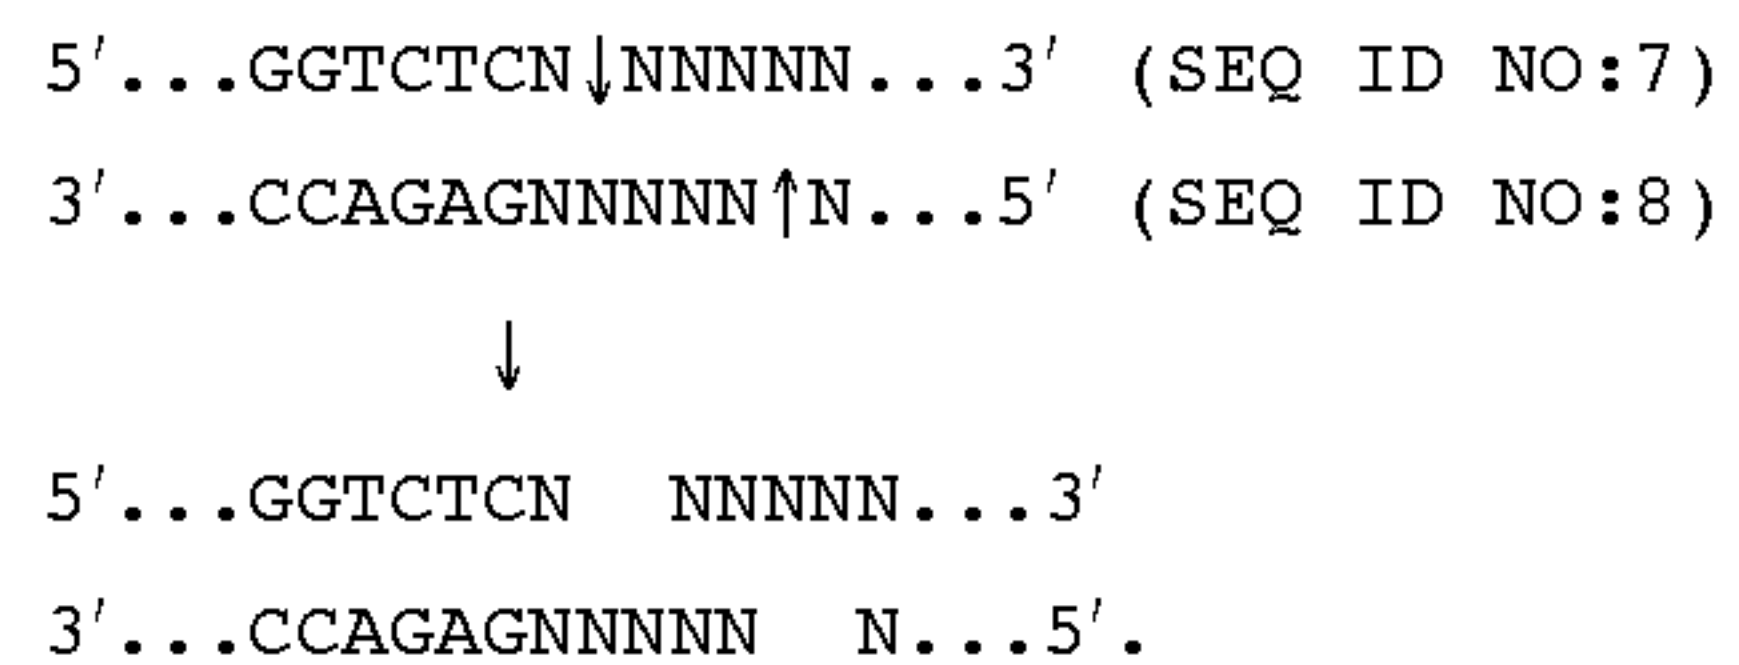 5′...GGTCTCN↓NNNNN...3′ (SEQ ID NO:7)
3′...CCAGAGNNNNN↑N...5′ (SEQ ID NO:8)
↓
5′...GGTCTCN NNNNN...3′
3′...CCAGAGNNNNN N...5′.